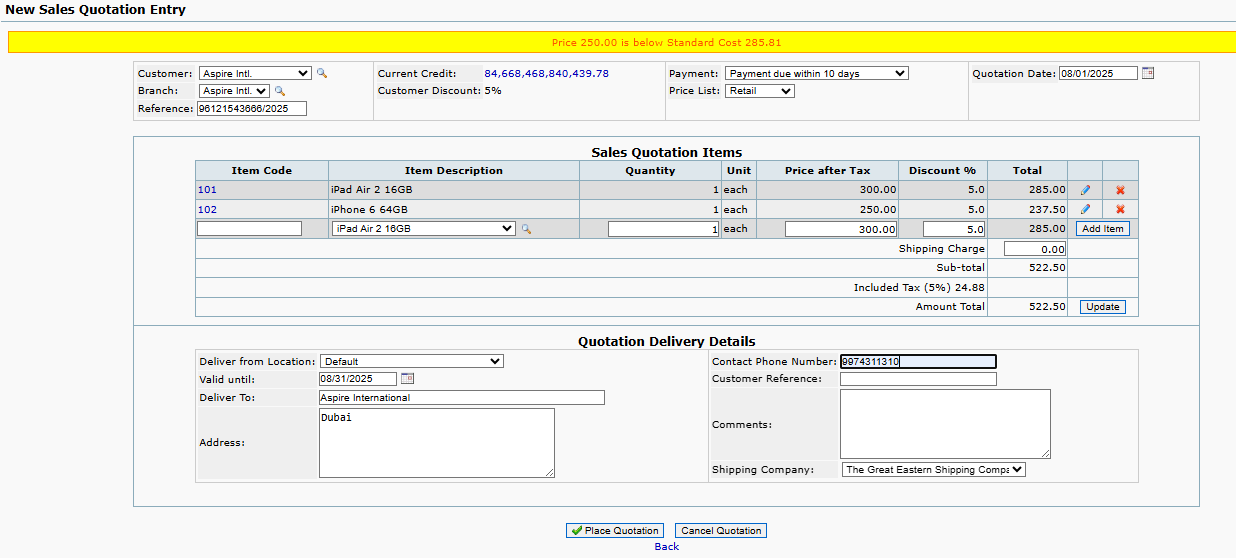 New Sales Quotation Entry
Price 250.00 is below Standard Cost 285.81
Customer: Aspire Intl. Current Credit: 84,668,468,840,439.78 Payment: Payment due within 10 days Quotation Date: 08/01/2025
Branch: Aspire Intl. Customer Discount: 5% Price List: Retail
Reference: 96121543666/2025
Sales Quotation Items
Item Code Item Description Quantity Unit Price after Tax Discount % Total
101 iPad Air 2 16GB 1 each 300.00 5.0 285.00
102 iPhone 6 64GB 1 each 250.00 5.0 237.50
iPad Air 2 16GB 1 each 300.00 5.0 285.00 Add Item
Shipping Charge 0.00
Sub-total 522.50
Included Tax (5%) 24.88
Amount Total 522.50 Update
Quotation Delivery Details
Deliver from Location: Default Contact Phone Number: 9974311310
Valid until: 08/31/2025 Customer Reference:
Deliver To: Aspire International
Address: Dubai Comments:
Shipping Company: The Great Eastern Shipping Compa
Place Quotation Cancel Quotation
Back